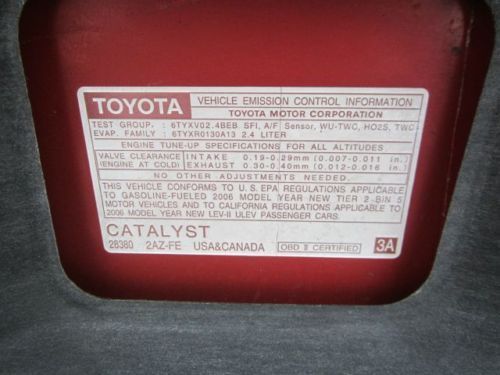 TOYOTA VEHICLE EMISSION CONTROL INFORMATION
TOYOTA MOTOR CORPORATION
TEST GROUP : 6TYXV02.4BEB SFI, A/F Sensor, WU-TWC, HO2S, TWC
EVAP. FAMILY : 6TYXR0130A13 2.4 LITER
ENGINE TUNE-UP SPECIFICATIONS FOR ALL ALTITUDES
VALVE CLEARANCE INTAKE 0.19-0.29mm (0.007-0.011 in.)
(ENGINE AT COLD) EXHAUST 0.30-0.40mm (0.012-0.016 in.)
NO OTHER ADJUSTMENTS NEEDED.
THIS VEHICLE CONFORMS TO U.S. EPA REGULATIONS APPLICABLE
TO GASOLINE-FUELED 2006 MODEL YEAR NEW TIER 2-BIN 5
MOTOR VEHICLES AND TO CALIFORNIA REGULATIONS APPLICABLE TO
2006 MODEL YEAR NEW LEV-II ULEV PASSENGER CARS.
CATALYST
28380 2AZ-FE USA&CANADA OBD II CERTIFIED 3A